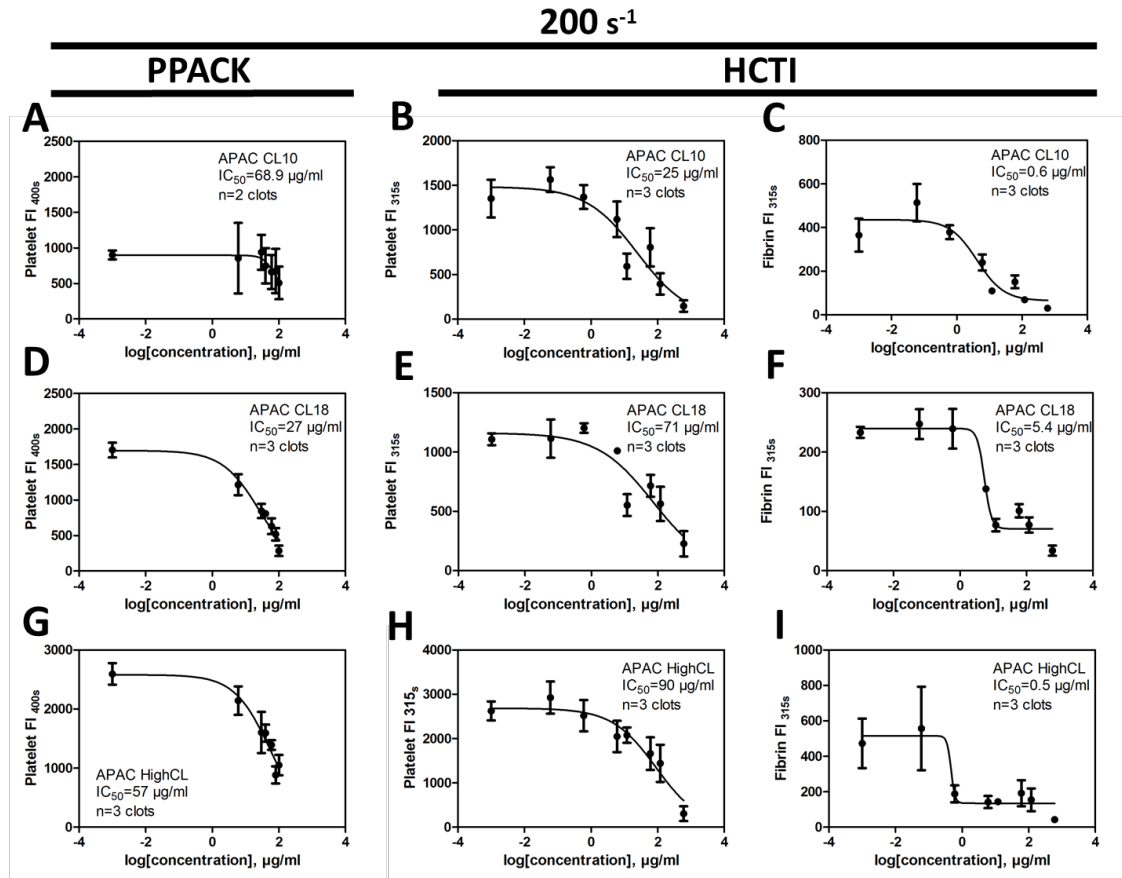 200 s-1
PPACK
HCTI
A
Platelet FI 400s
2500
2000
1500
1000
500
0
-4
-2
0
2
4
log[concentration], µg/ml
APAC CL10
IC50=68.9 µg/ml
n=2 clots
B
Platelet FI 315s
2000
1500
1000
500
0
-4
-2
0
2
4
log[concentration], µg/ml
APAC CL10
IC50=25 µg/ml
n=3 clots
C
Fibrin FI 315s
800
600
400
200
0
-4
-2
0
2
4
log[concentration], µg/ml
APAC CL10
IC50=0.6 µg/ml
n=3 clots
D
Platelet FI 400s
2500
2000
1500
1000
500
0
-4
-2
0
2
4
log[concentration], µg/ml
APAC CL18
IC50=27 µg/ml
n=3 clots
E
Platelet FI 315s
1500
1000
500
0
-4
-2
0
2
4
log[concentration], µg/ml
APAC CL18
IC50=71 µg/ml
n=3 clots
F
Fibrin FI 315s
300
200
100
0
-4
-2
0
2
4
log[concentration], µg/ml
APAC CL18
IC50=5.4 µg/ml
n=3 clots
G
Platelet FI 400s
3000
2000
1000
0
-4
-2
0
2
4
log[concentration], µg/ml
APAC HighCL
IC50=57 µg/ml
n=3 clots
H
Platelet FI 315s
4000
3000
2000
1000
0
-4
-2
0
2
4
log[concentration], µg/ml
APAC HighCL
IC50=90 µg/ml
n=3 clots
I
Fibrin FI 315s
1000
800
600
400
200
0
-4
-2
0
2
4
log[concentration], µg/ml
APAC HighCL
IC50=0.5 µg/ml
n=3 clots